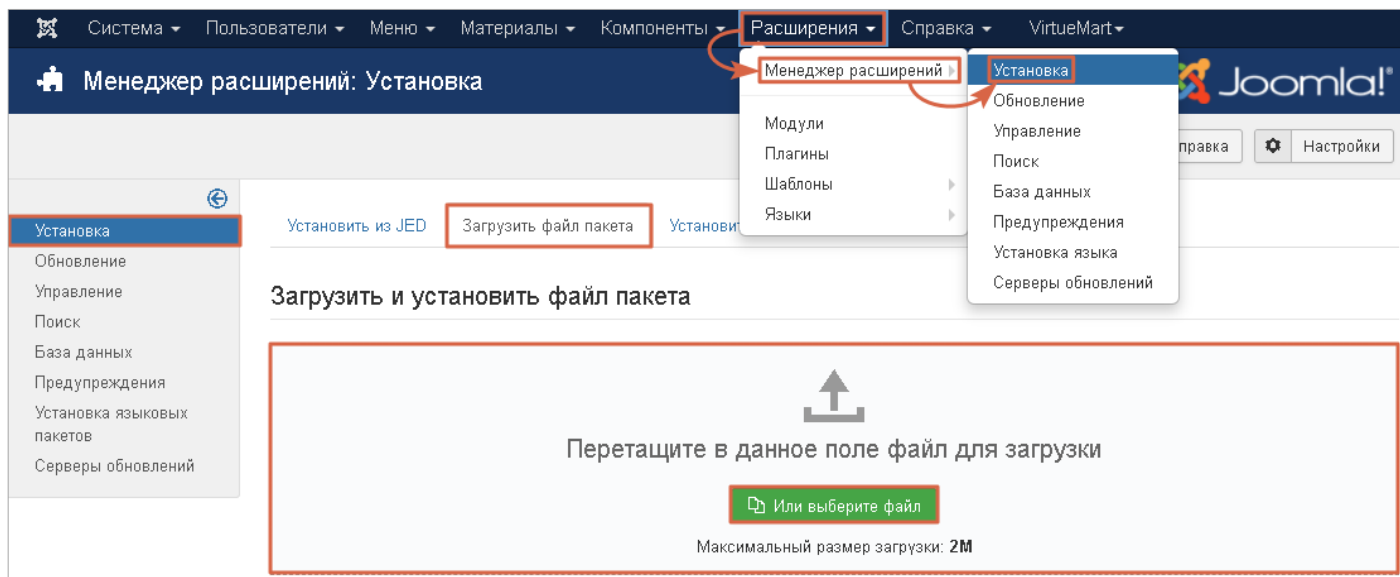 Система Пользователи Меню Материалы Компоненты Расширения Справка VirtueMart
Менеджер расширений: Установка
Joomla!®
Менеджер расширений
Модули
Плагины
Шаблоны
Языки
Установка
Обновление
Управление
Поиск
База данных
Предупреждения
Установка языка
Серверы обновлений
правка Настройки
Установка
Обновление
Управление
Поиск
База данных
Предупреждения
Установка языковых
пакетов
Серверы обновлений
Установить из JED Загрузить файл пакета Установит
Загрузить и установить файл пакета
Перетащите в данное поле файл для загрузки
Или выберите файл
Максимальный размер загрузки: 2M